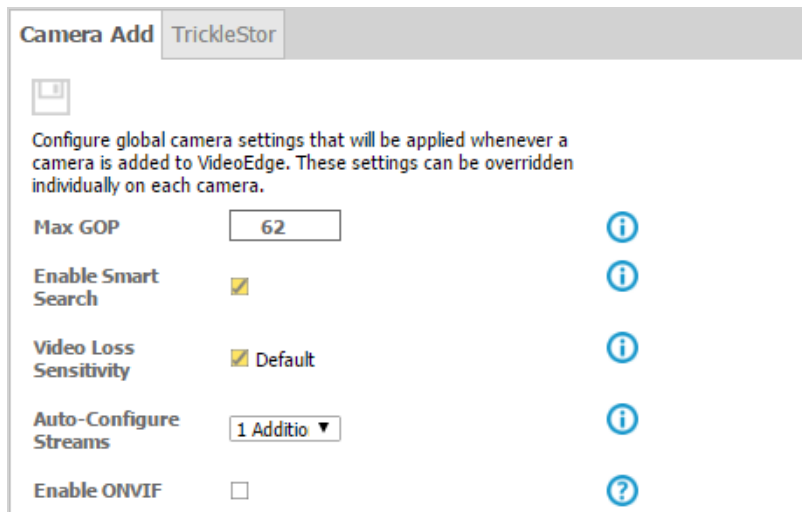 Camera Add TrickleStor
Configure global camera settings that will be applied whenever a
camera is added to VideoEdge. These settings can be overridden
individually on each camera.
Max GOP 62
Enable Smart
Search
Video Loss
Sensitivity
Default
Auto-Configure
Streams
1 Additio
Enable ONVIF